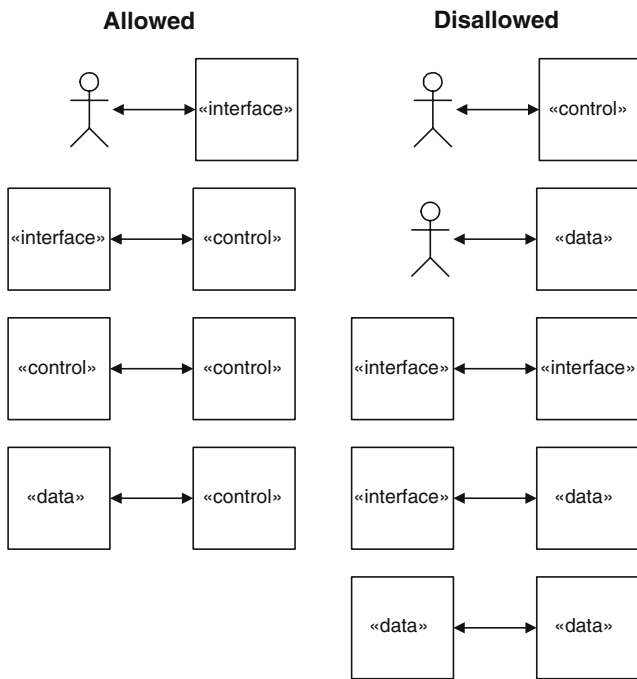 Allowed
Disallowed
«interface»
«control»
«interface»
«control»
«data»
«control»
«control»
«interface»
«interface»
«data»
«control»
«interface»
«data»
«data»
«data»